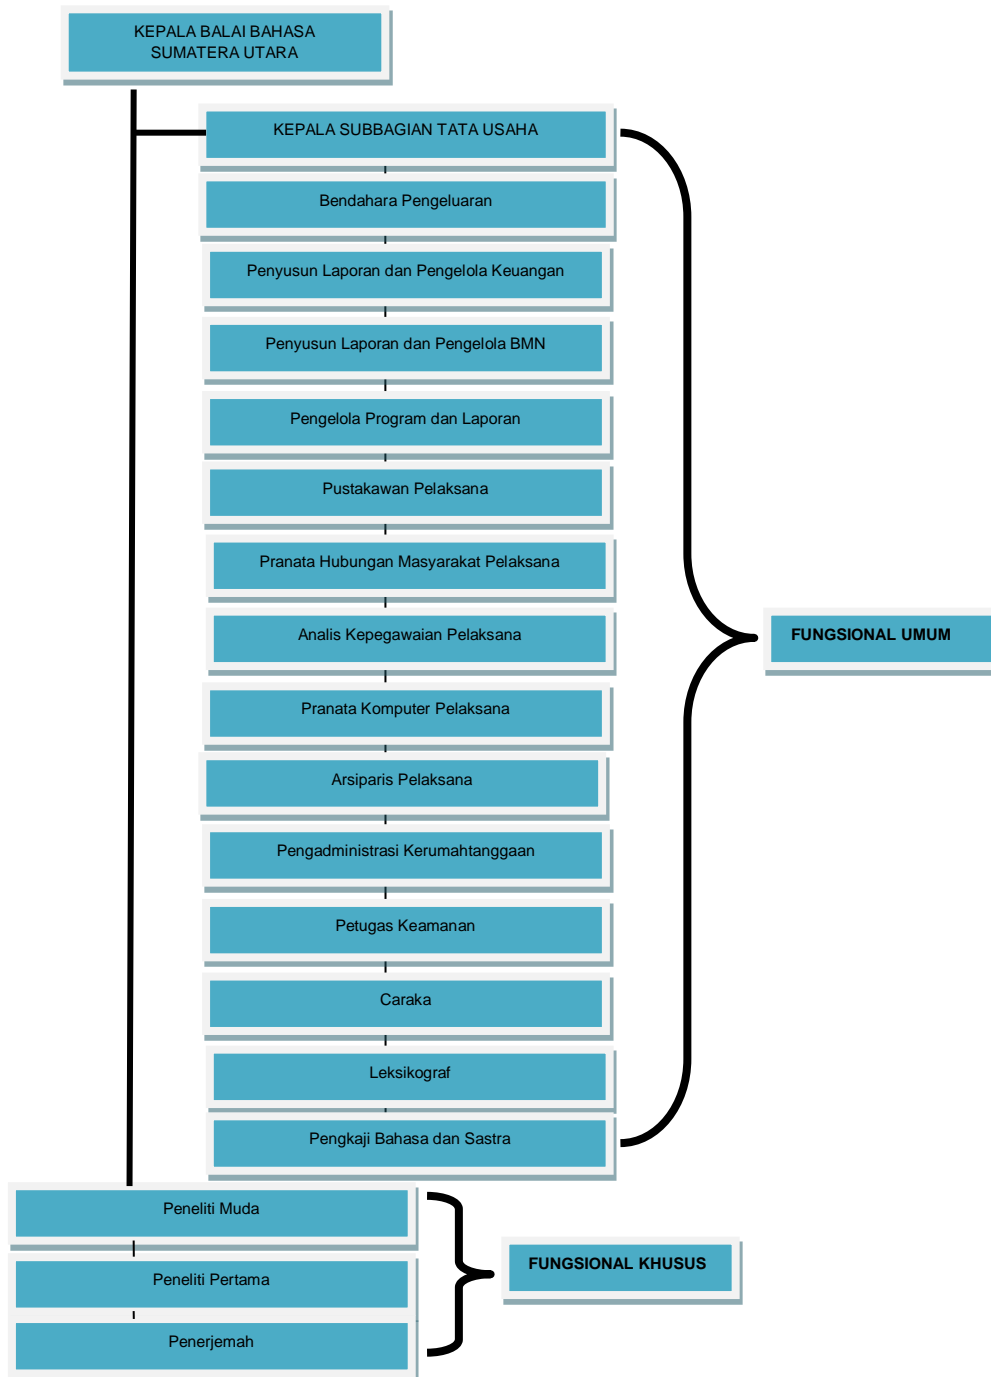 KEPALA BALAI BAHASA
SUMATERA UTARA
KEPALA SUBBAGIAN TATA USAHA
Bendahara Pengeluaran
Penyusun Laporan dan Pengelola Keuangan
Penyusun Laporan dan Pengelola BMN
Pengelola Program dan Laporan
Pustakawan Pelaksana
Pranata Hubungan Masyarakat Pelaksana
Analis Kepegawaian Pelaksana
FUNGSIONAL UMUM
Pranata Komputer Pelaksana
Arsiparis Pelaksana
Pengadministrasi Kerumahtanggaan
Petugas Keamanan
Caraka
Leksikograf
Pengkaji Bahasa dan Sastra
Peneliti Muda
Peneliti Pertama
Penerjemah
FUNGSIONAL KHUSUS